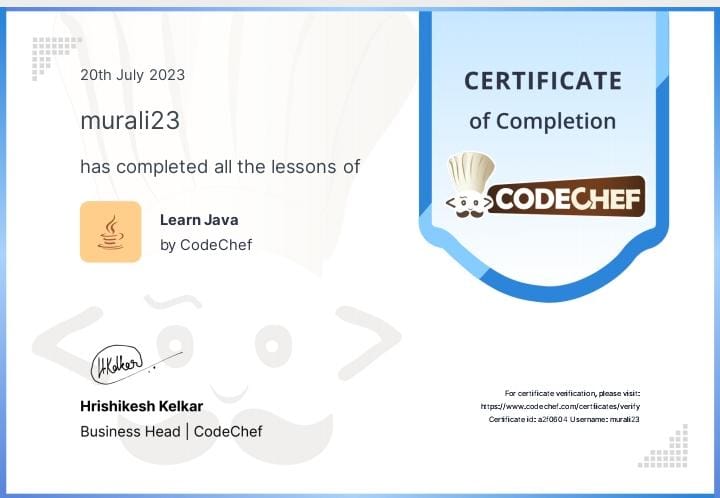 20th July 2023
murali23
has completed all the lessons of
Learn Java
by CodeChef
CERTIFICATE
of Completion
CODECHEF
H.Kelkar
Hrishikesh Kelkar
Business Head | CodeChef
For certificate verification, please visit:
https://www.codechef.com/certificates/verify
Certificate id: a2f0604 Username: murali23